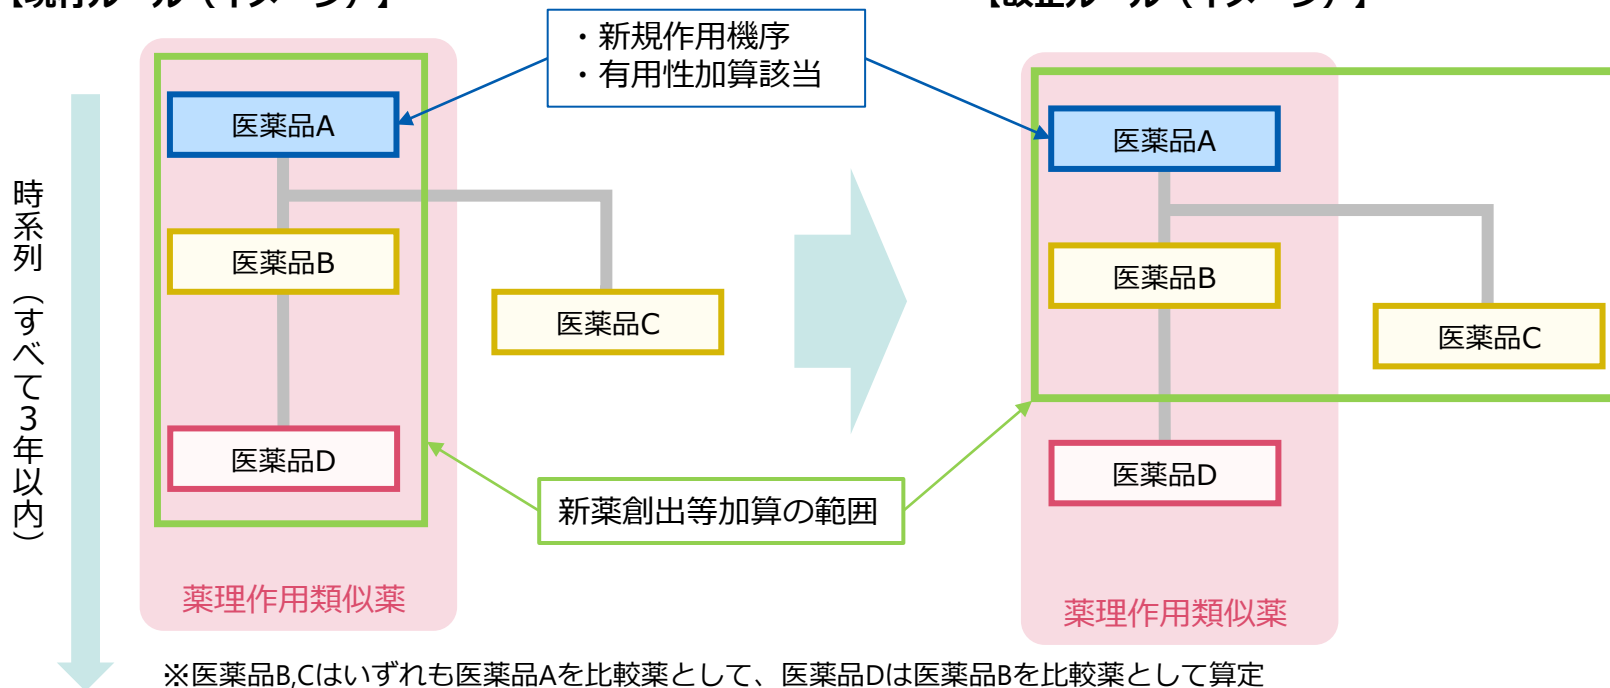 ・新規作用機序
・有用性加算該当
医薬品A
医薬品B
医薬品C
医薬品D
薬理作用類似薬
時系列（すべて３年以内）
新薬創出等加算の範囲
医薬品A
医薬品B
医薬品C
医薬品D
薬理作用類似薬
※医薬品B,Cはいずれも医薬品Aを比較薬として、医薬品Dは医薬品Bを比較薬として算定